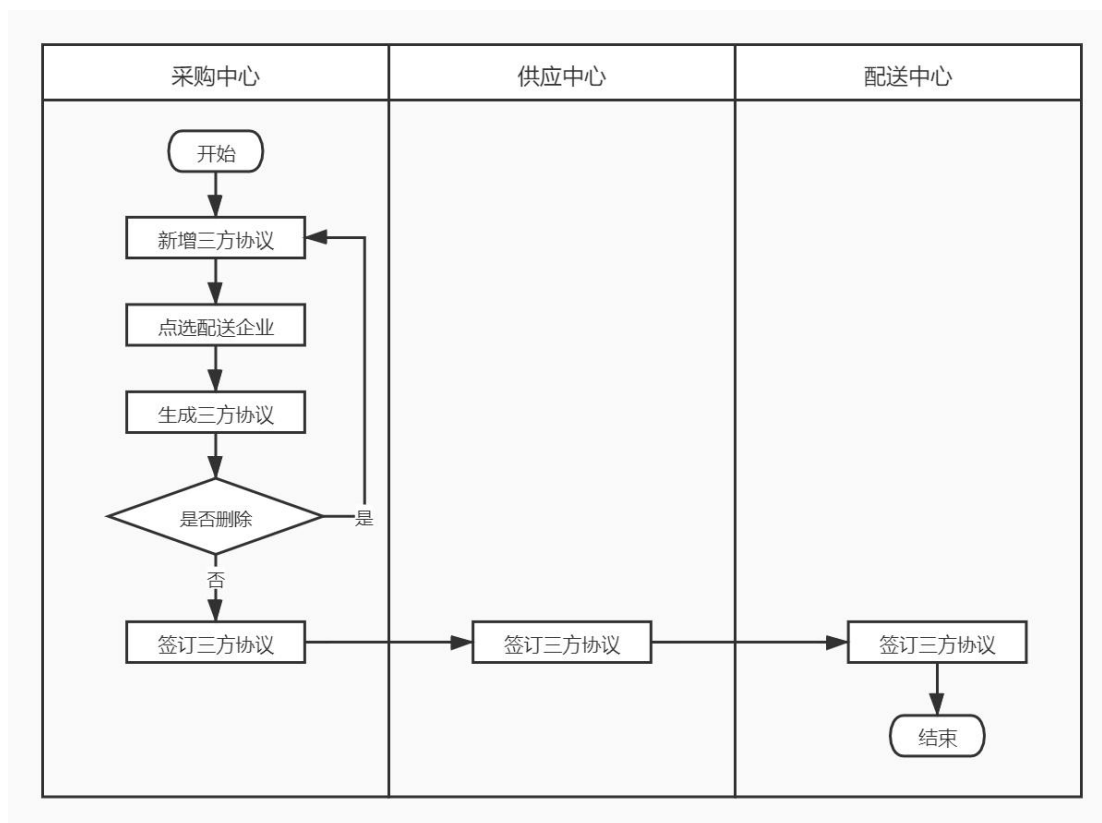 采购中心
供应中心
配送中心
开始
新增三方协议
点选配送企业
生成三方协议
是否删除
是
否
签订三方协议
签订三方协议
签订三方协议
结束